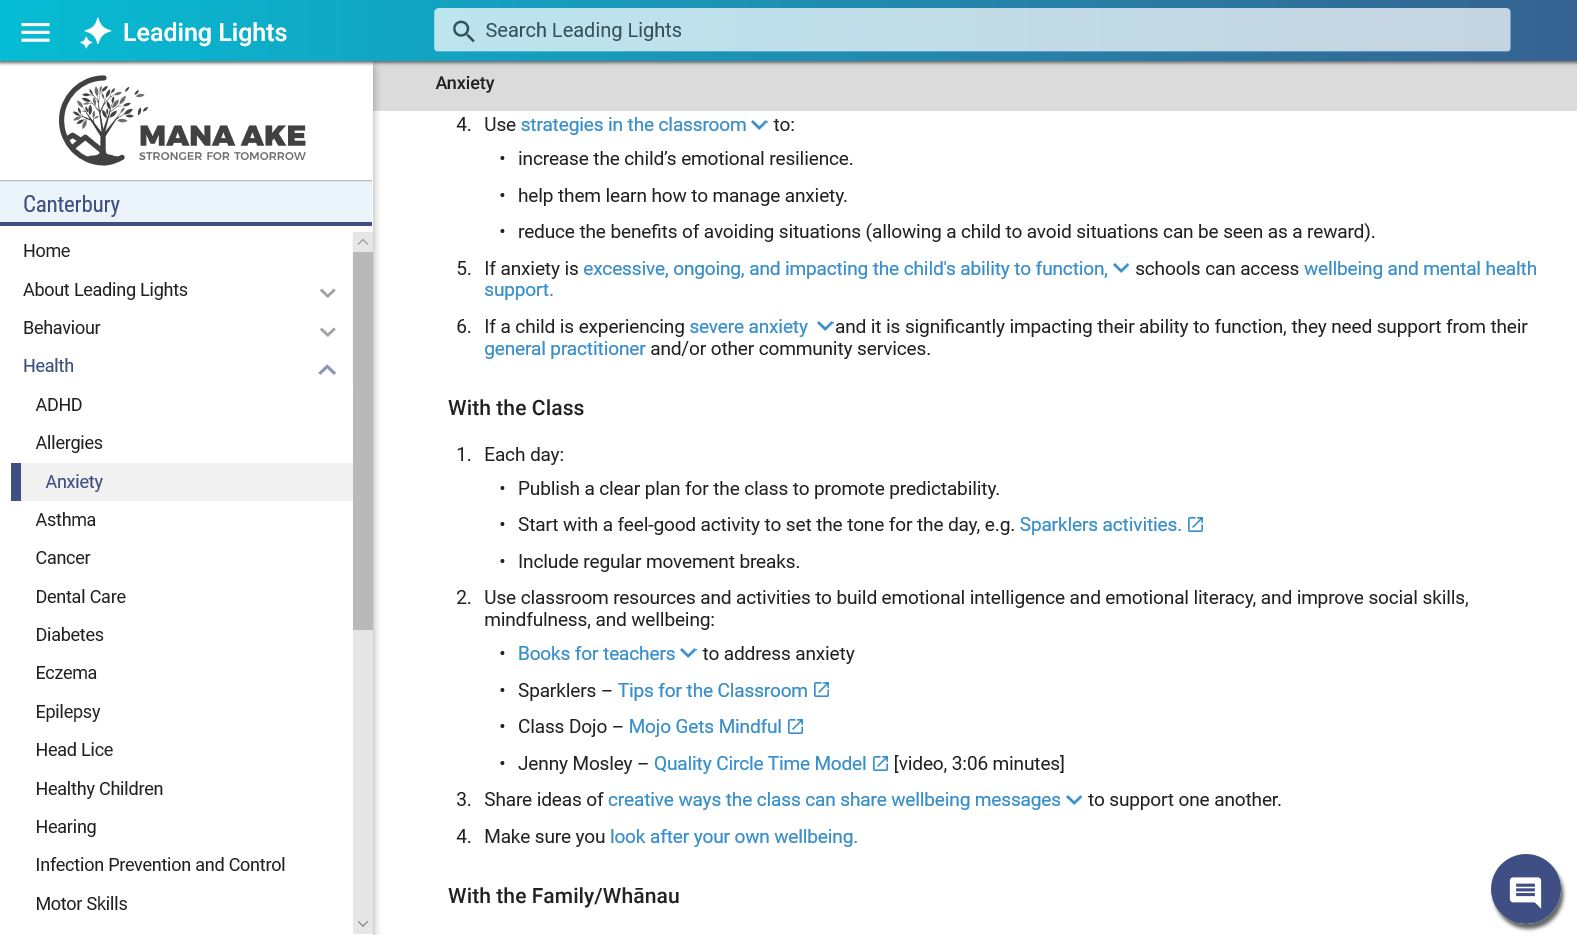 Leading Lights
Search Leading Lights
MANA AKE
STRONGER FOR TOMORROW
Canterbury
Home
About Leading Lights
Behaviour
Health
ADHD
Allergies
Anxiety
Asthma
Cancer
Dental Care
Diabetes
Eczema
Epilepsy
Head Lice
Healthy Children
Hearing
Infection Prevention and Control
Motor Skills
Anxiety
4. Use strategies in the classroom to:
• increase the child’s emotional resilience.
• help them learn how to manage anxiety.
• reduce the benefits of avoiding situations (allowing a child to avoid situations can be seen as a reward).
5. If anxiety is excessive, ongoing, and impacting the child's ability to function, schools can access wellbeing and mental health
support.
6. If a child is experiencing severe anxiety and it is significantly impacting their ability to function, they need support from their
general practitioner and/or other community services.
With the Class
1. Each day:
• Publish a clear plan for the class to promote predictability.
• Start with a feel-good activity to set the tone for the day, e.g. Sparklers activities.
• Include regular movement breaks.
2. Use classroom resources and activities to build emotional intelligence and emotional literacy, and improve social skills,
mindfulness, and wellbeing:
• Books for teachers to address anxiety
• Sparklers – Tips for the Classroom
• Class Dojo – Mojo Gets Mindful
• Jenny Mosley – Quality Circle Time Model [video, 3:06 minutes]
3. Share ideas of creative ways the class can share wellbeing messages to support one another.
4. Make sure you look after your own wellbeing.
With the Family/Whānau